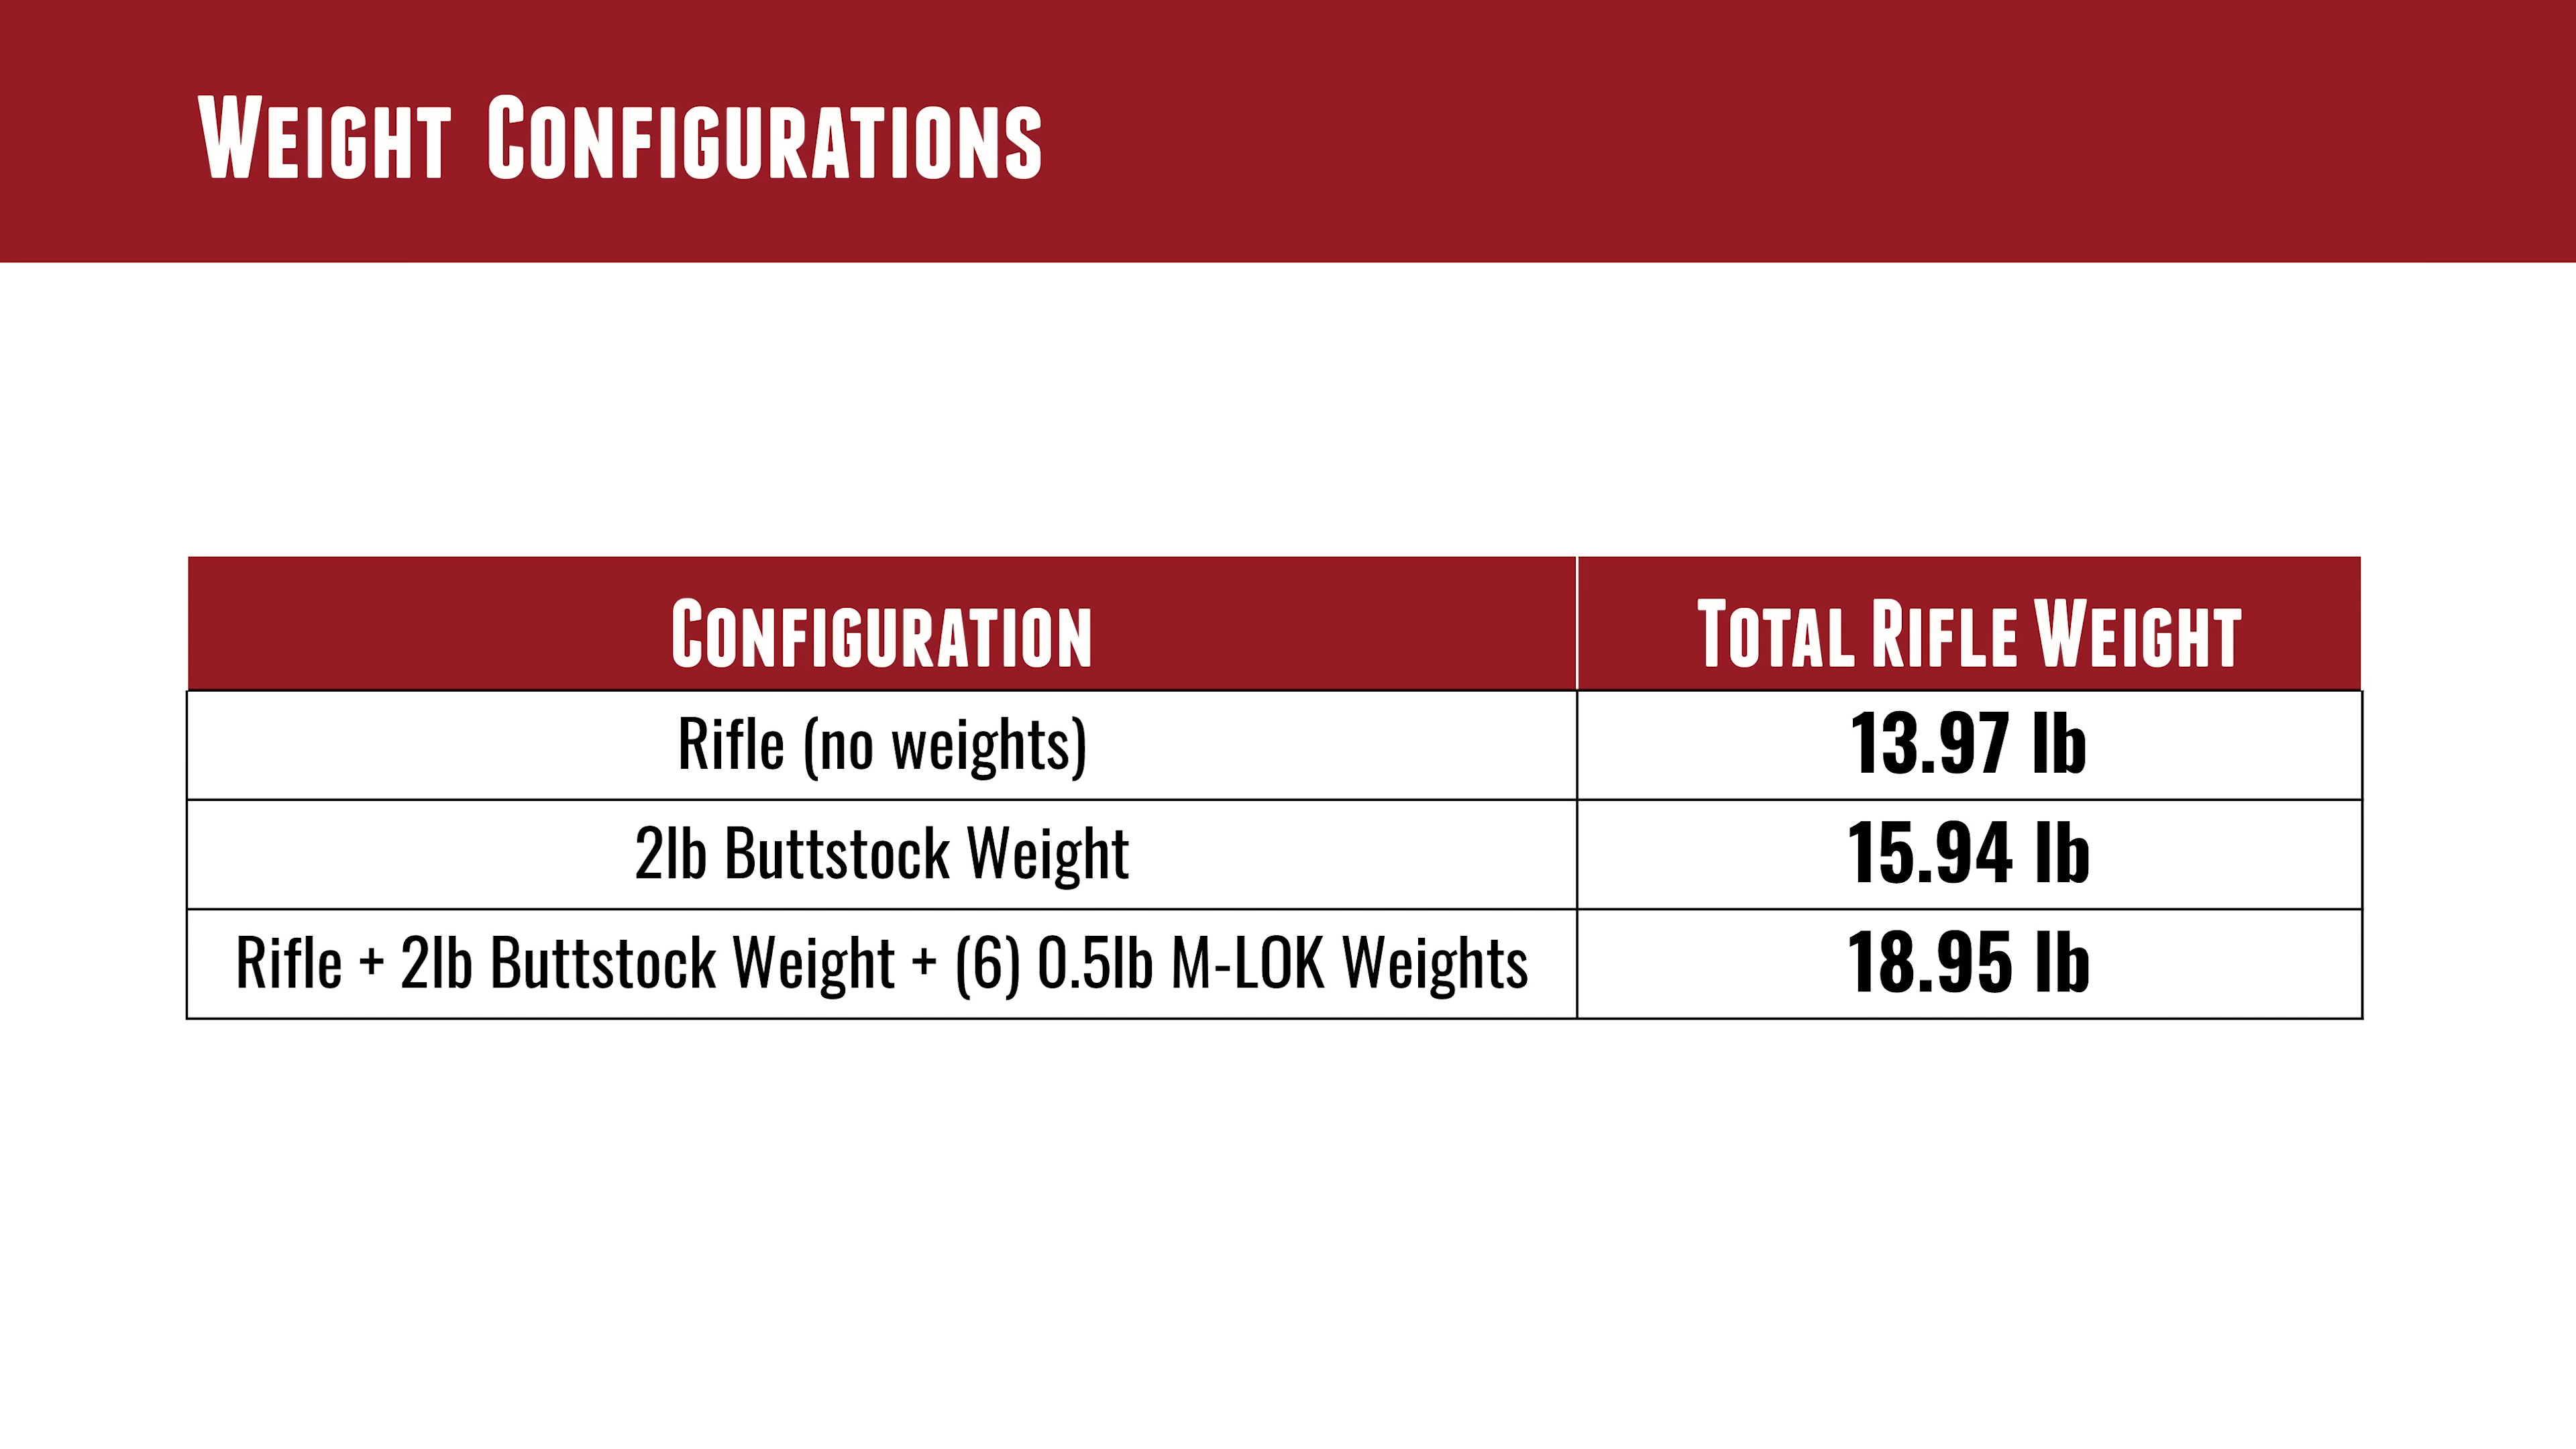 Weight Configurations
Configuration Total Rifle Weight
Rifle (no weights) 13.97 lb
2lb Buttstock Weight 15.94 lb
Rifle + 2lb Buttstock Weight + (6) 0.5lb M-LOK Weights 18.95 lb